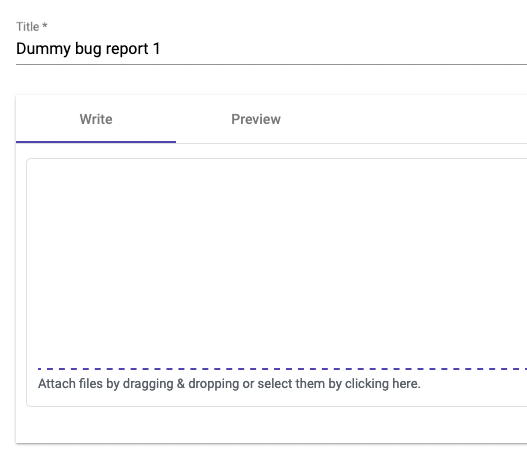 Title *
Dummy bug report 1
Write Preview
Attach files by dragging & dropping or select them by clicking here.